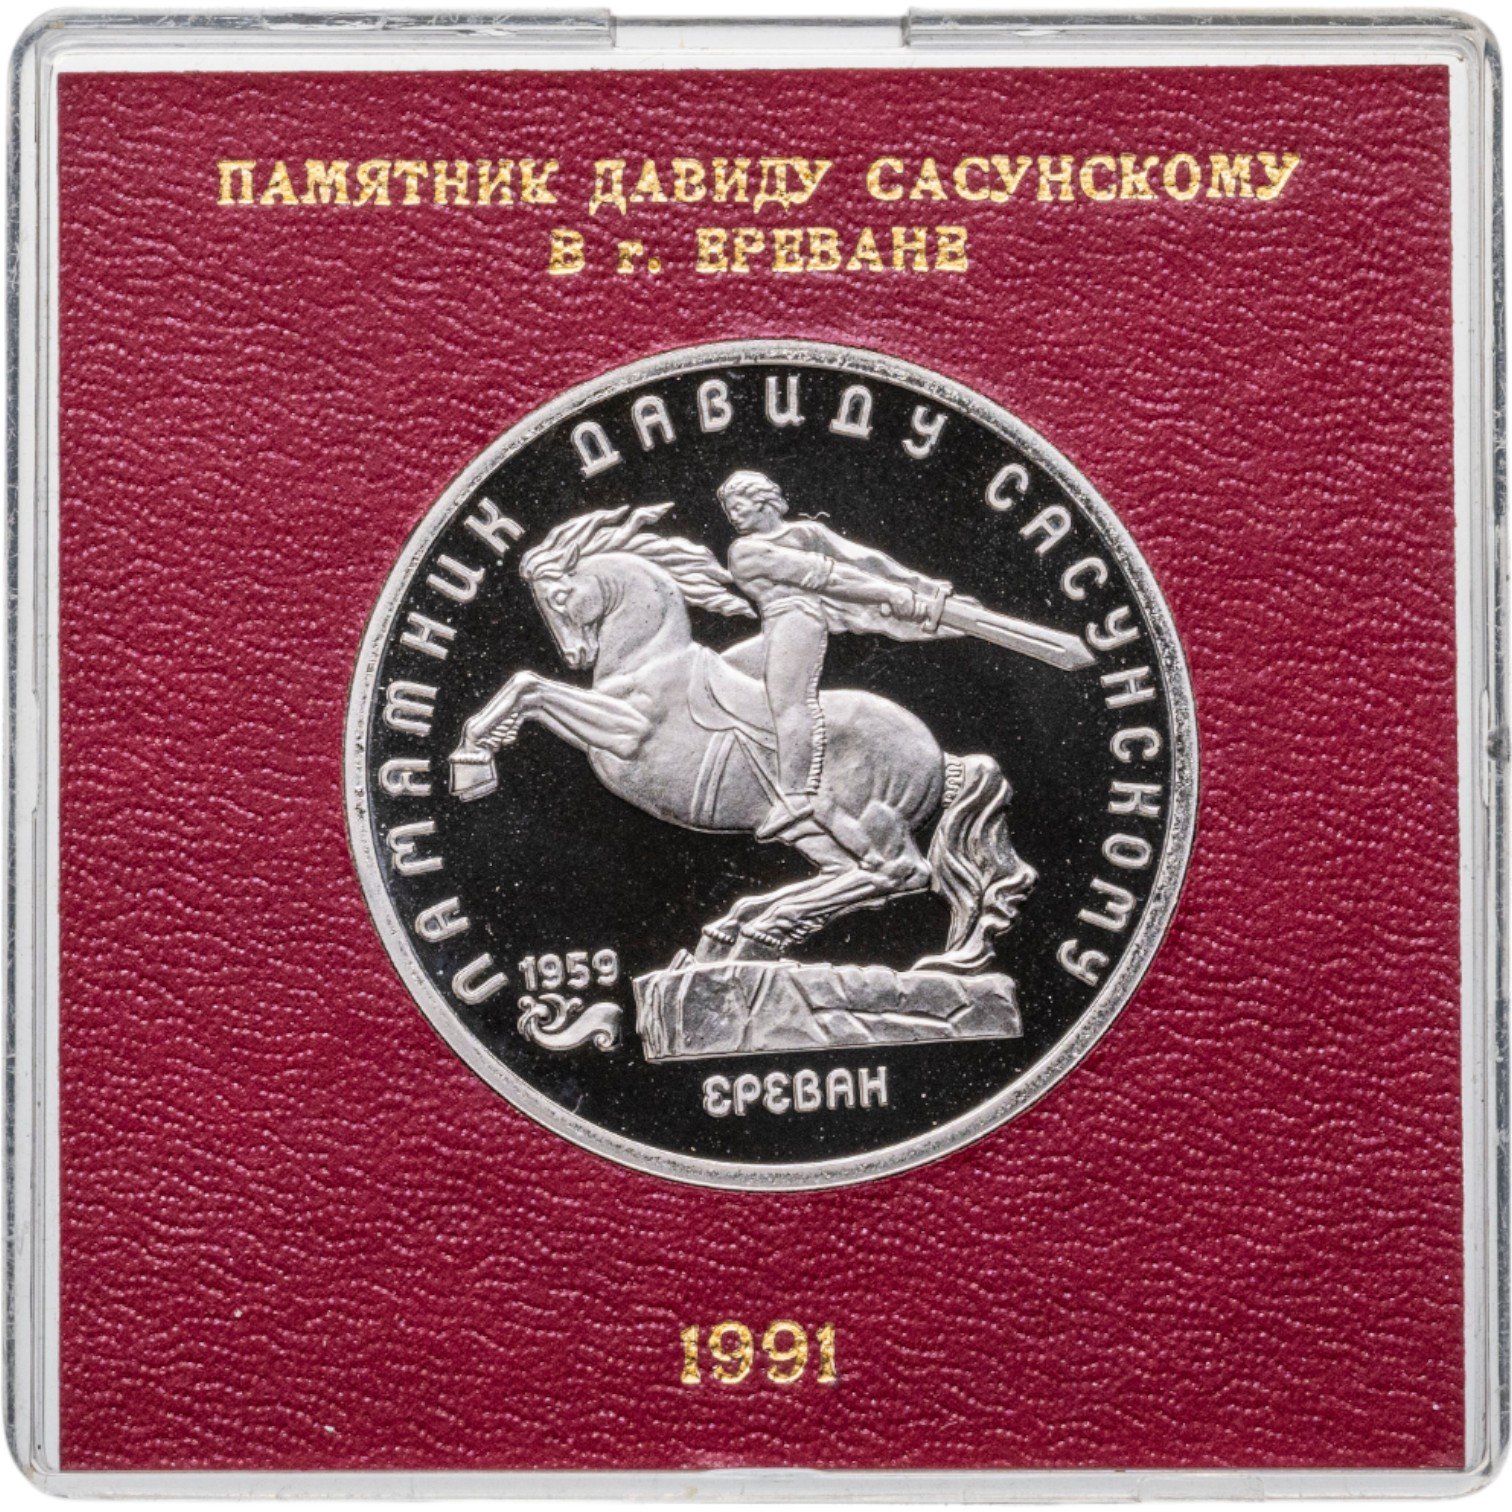 ПАМЯТНИК ДАВИДУ САСУНСКОМУ
В г. ЕРЕВАНЕ
ПАМЯТНИК ДАВИДУ САСУНСКОМУ
1959
ЕРЕВАН
1991